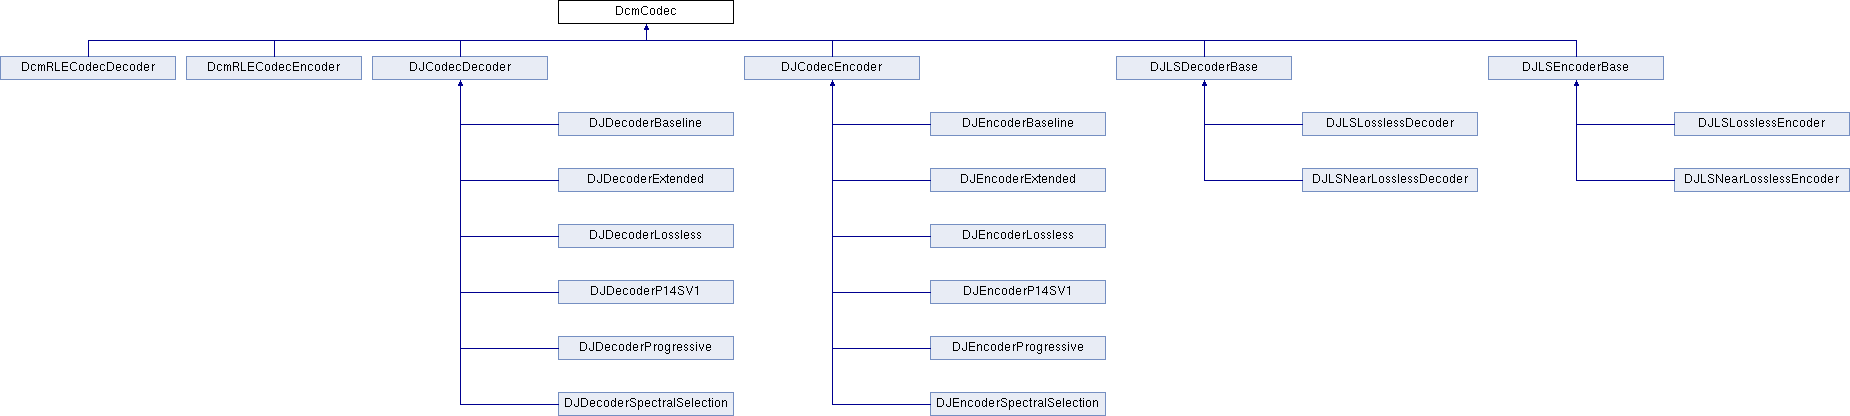 DcmCodec
DcmRLECodecDecoder
DcmRLECodecEncoder
DJCodecDecoder
DJCodecEncoder
DJLSDecoderBase
DJLSEncoderBase
DJDecoderBaseline
DJEncoderBaseline
DJLSLosslessDecoder
DJLSLosslessEncoder
DJDecoderExtended
DJEncoderExtended
DJLSNearLosslessDecoder
DJLSNearLosslessEncoder
DJDecoderLossless
DJEncoderLossless
DJDecoderP14SV1
DJEncoderP14SV1
DJDecoderProgressive
DJEncoderProgressive
DJDecoderSpectralSelection
DJEncoderSpectralSelection